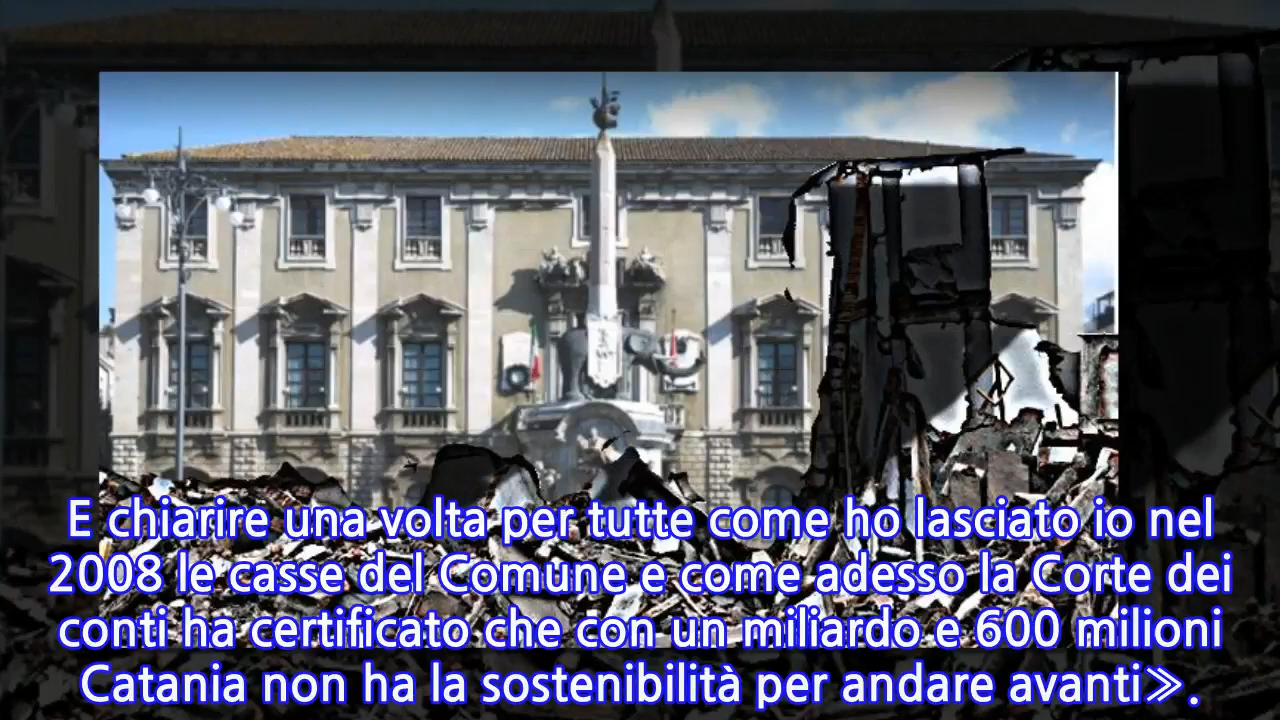 E chiarire una volta per tutte come ho lasciato io nel
2008 le casse del Comune e come adesso la Corte dei
conti ha certificato che con un miliardo e 600 milioni
Catania non ha la sostenibilità per andare avanti≫.